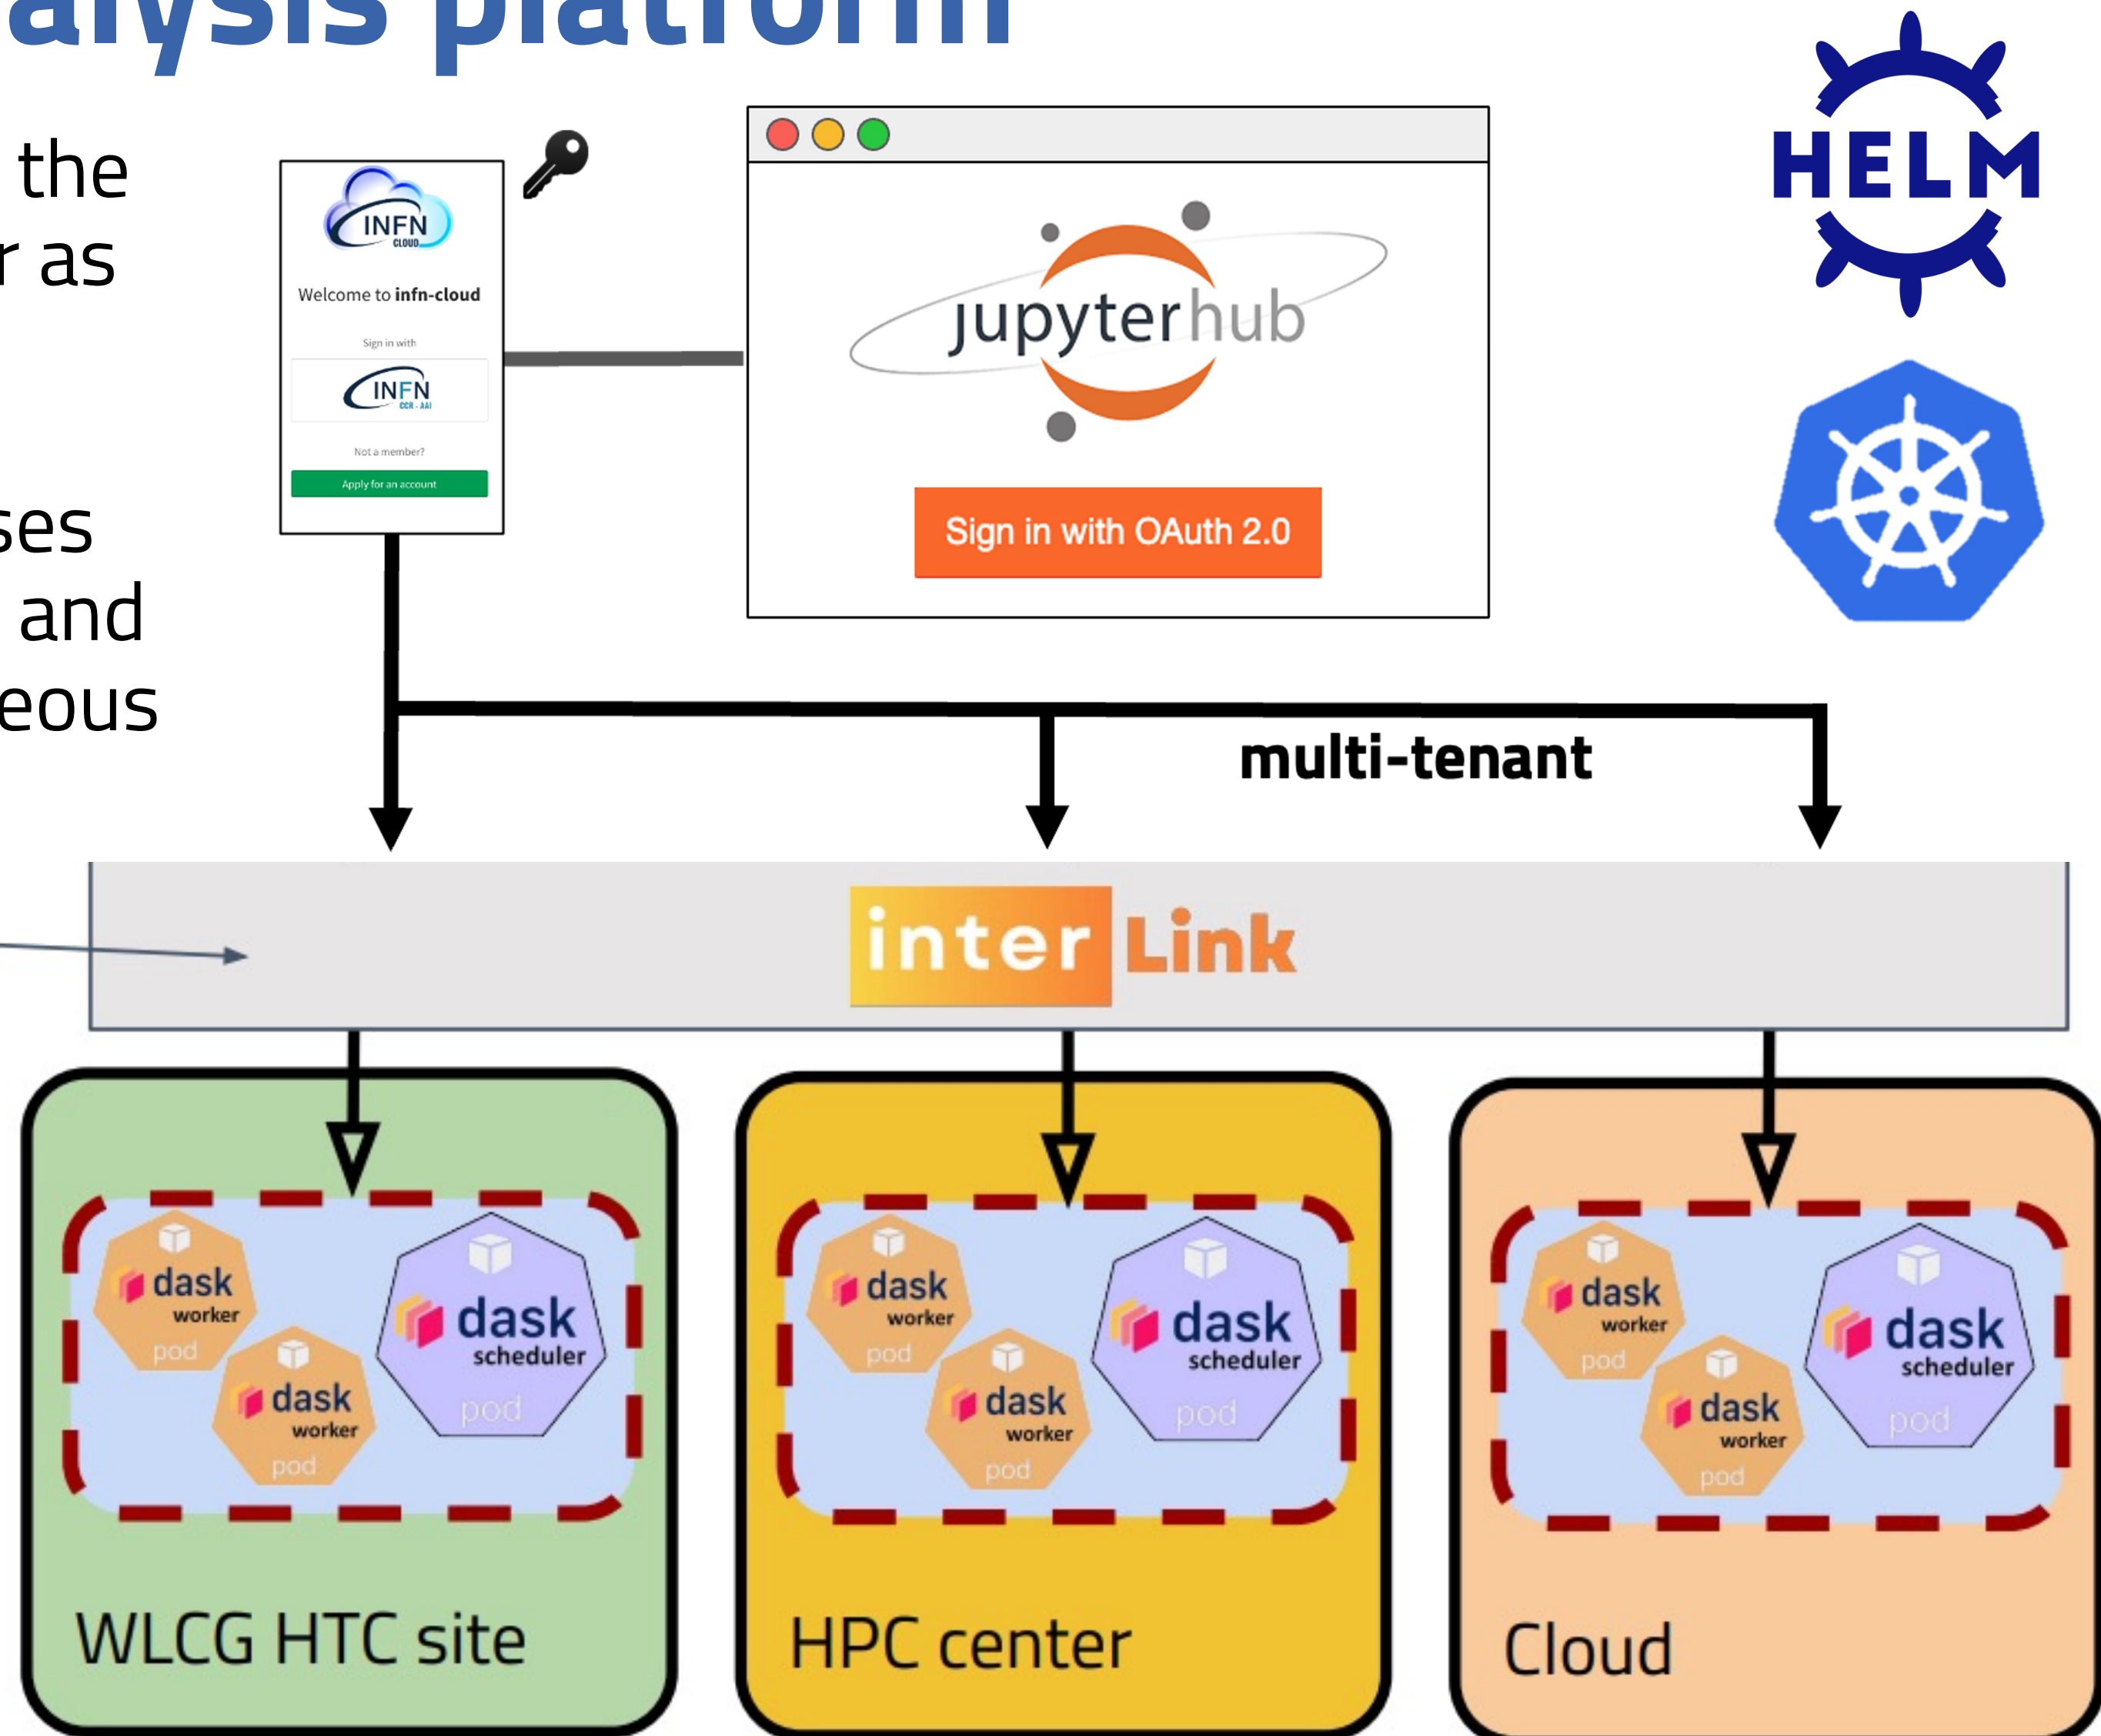 alysis platform
the
r as
ses
and
eous
INFN
CLOUD
Welcome to infn-cloud
Sign in with
INFN
CCR - AAI
Not a member?
Apply for an account
jupyterhub
Sign in with OAuth 2.0
HELM
multi-tenant
inter Link
dask
worker
pod
dask
worker
pod
dask
scheduler
pod
WLCG HTC site
dask
worker
pod
dask
worker
pod
dask
scheduler
pod
HPC center
dask
worker
pod
dask
worker
pod
dask
scheduler
pod
Cloud